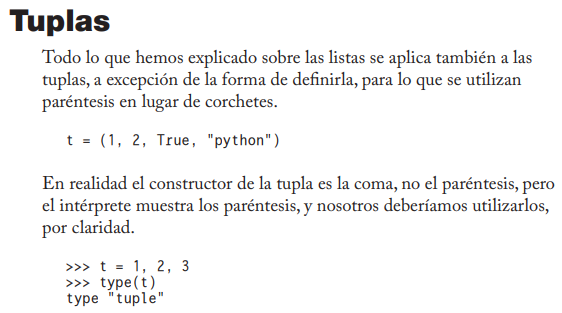 Tuplas
Todo lo que hemos explicado sobre las listas se aplica también a las
tuplas, a excepción de la forma de definirla, para lo que se utilizan
paréntesis en lugar de corchetes.
t = (1, 2, True, "python")
En realidad el constructor de la tupla es la coma, no el paréntesis, pero
el intérprete muestra los paréntesis, y nosotros deberíamos utilizarlos,
por claridad.
>>> t = 1, 2, 3
>>> type(t)
type "tuple"